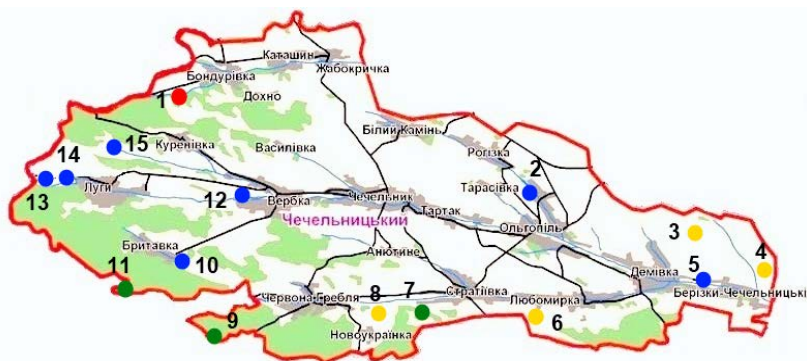 Каташин
Бондурівка
Жабокричка
1
Дохно
Білий Камінь
15
Куренівка
Василівка
Рогізка
14
2
Тарасівка
13
Луги
12
Вербка
Чечельник
Тартак
Чечельницький
Ольгопіль
3
Бритавка
10
Анютине
4
Демівка
5
11
Червона Гребля
8
7
Стратіївка
Любомирка
Берізки-Чечельницькі
9
Новоукраїнка
6